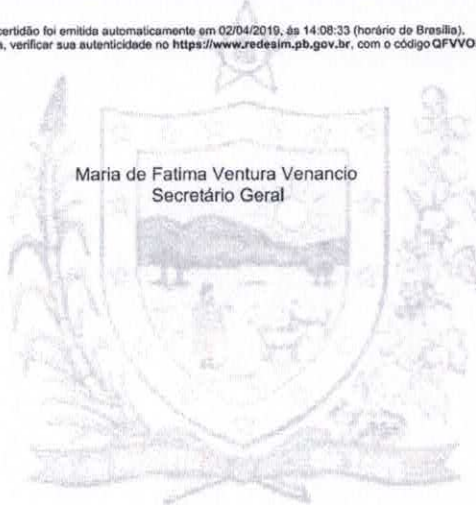 certidão foi emitida automaticamente em 02/04/2019, às 14:08:33 (horário de Brasília).
a, verificar sua autenticidade no https://www.redesim.pb.gov.br, com o código QFVVO
Maria de Fatima Ventura Venancio
Secretário Geral